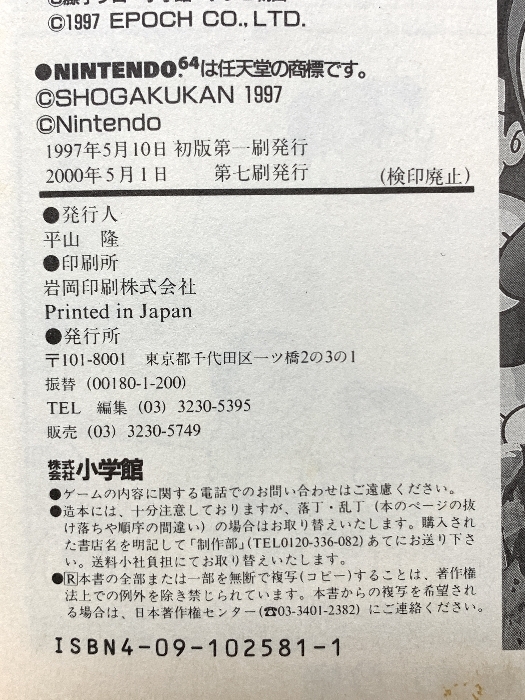 ©1997 EPOCH CO., LTD.
●NINTENDO64は任天堂の商標です。
©SHOGAKUKAN 1997
©Nintendo
1997年5月10日 初版第一刷発行
2000年5月1日 第七刷発行 (検印廃止)
●発行人
平山 隆
●印刷所
岩岡印刷株式会社
Printed in Japan
●発行所
〒101-8001 東京都千代田区一ツ橋2の3の1
振替 (00180-1-200)
TEL 編集 (03) 3230-5395
販売 (03) 3230-5749
株式会社小学館
●ゲームの内容に関する電話でのお問い合わせはご遠慮ください。
●造本には、十分注意しておりますが、落丁・乱丁 (本のページの抜
け落ちや順序の間違い) の場合はお取り替えいたします。購入され
た書店名を明記して「制作部」(TEL0120-336-082) あてにお送り下さ
い。送料小社負担にてお取り替えいたします。
●Ⓡ本書の全部または一部を無断で複写(コピー)することは、著作権
法上での例外を除き禁じられています。本書からの複写を希望され
る場合は、日本著作権センター(☎03-3401-2382) にご連絡ください。
ISBN4-09-102581-1